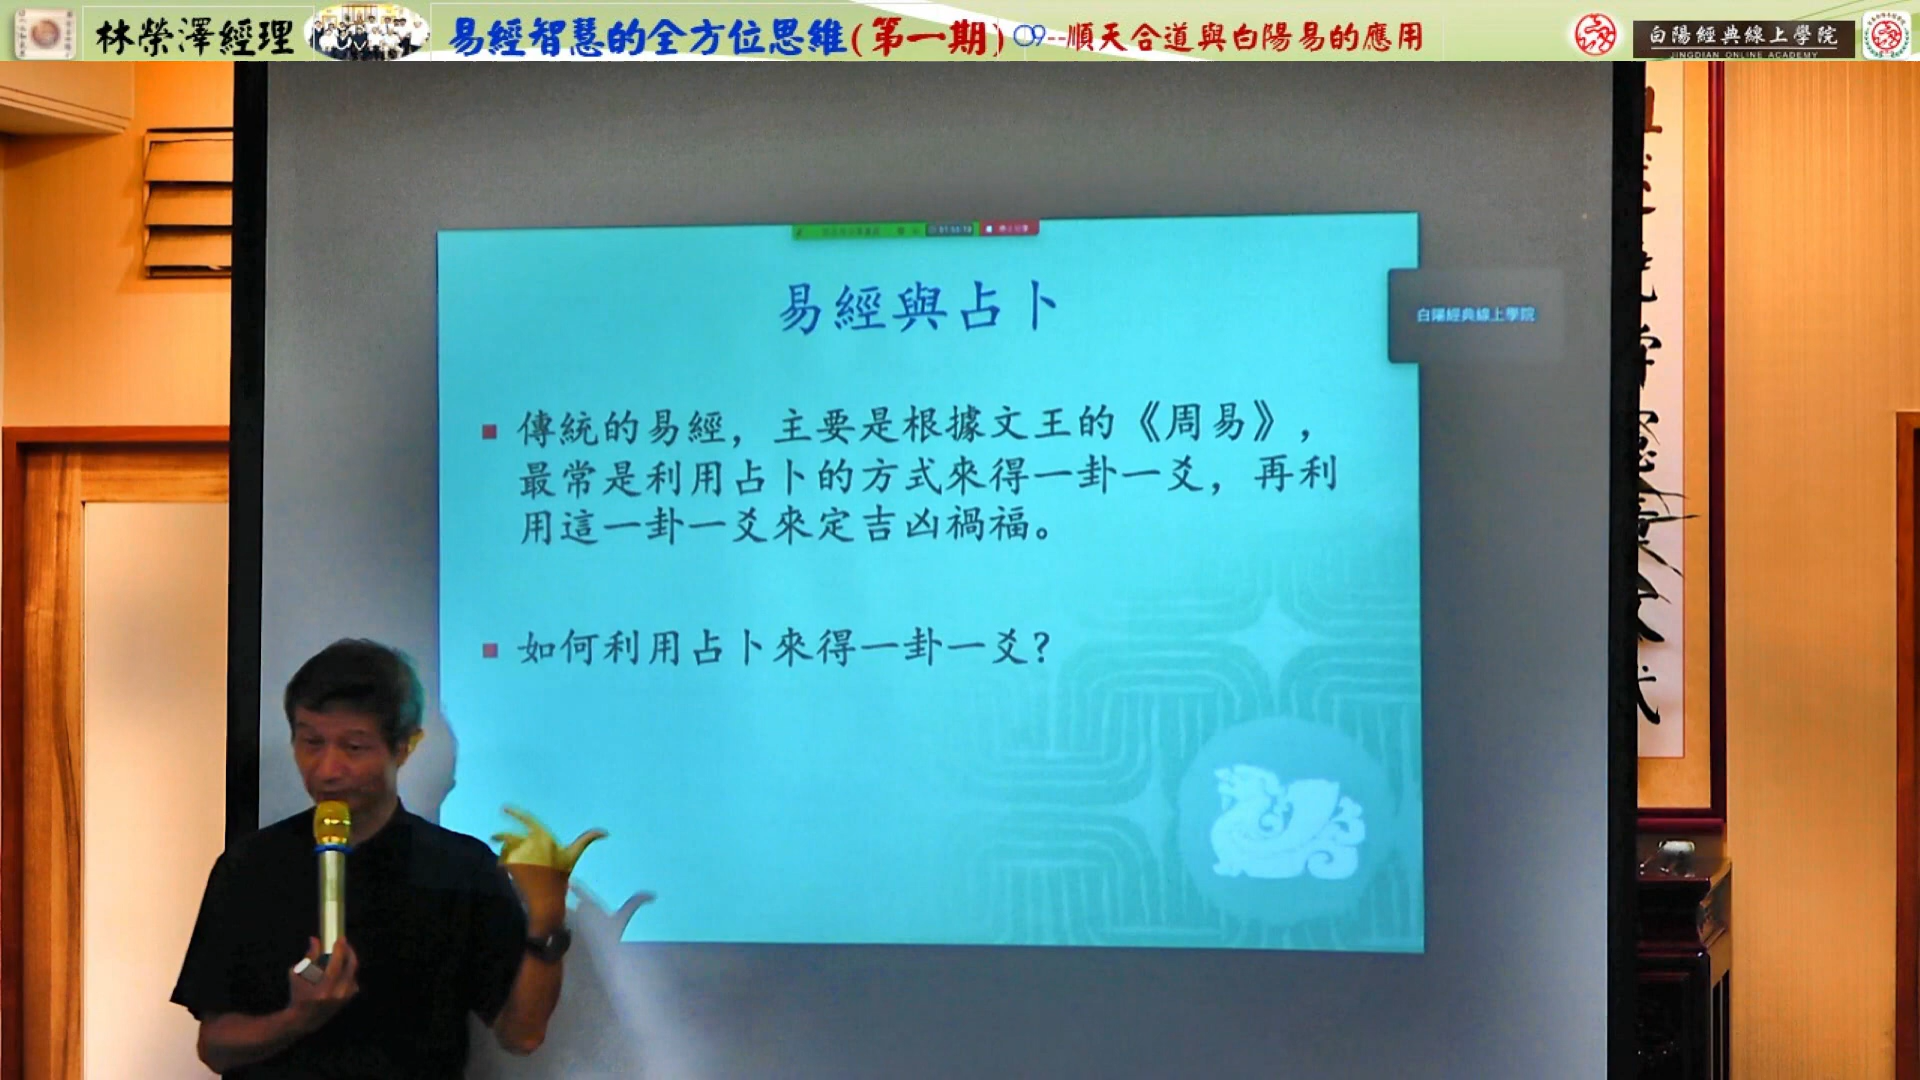 林榮澤經理
易經智慧的全方位思維(第一期) 09--順天合道與白陽易的應用
白陽經典線上學院
JINGDIAN ONLINE ACADEMY
易經與占卜
白陽經典線上學院
傳統的易經，主要是根據文王的《周易》，
最常是利用占卜的方式來得一卦一爻，再利
用這一卦一爻來定吉凶禍福。
如何利用占卜來得一卦一爻?